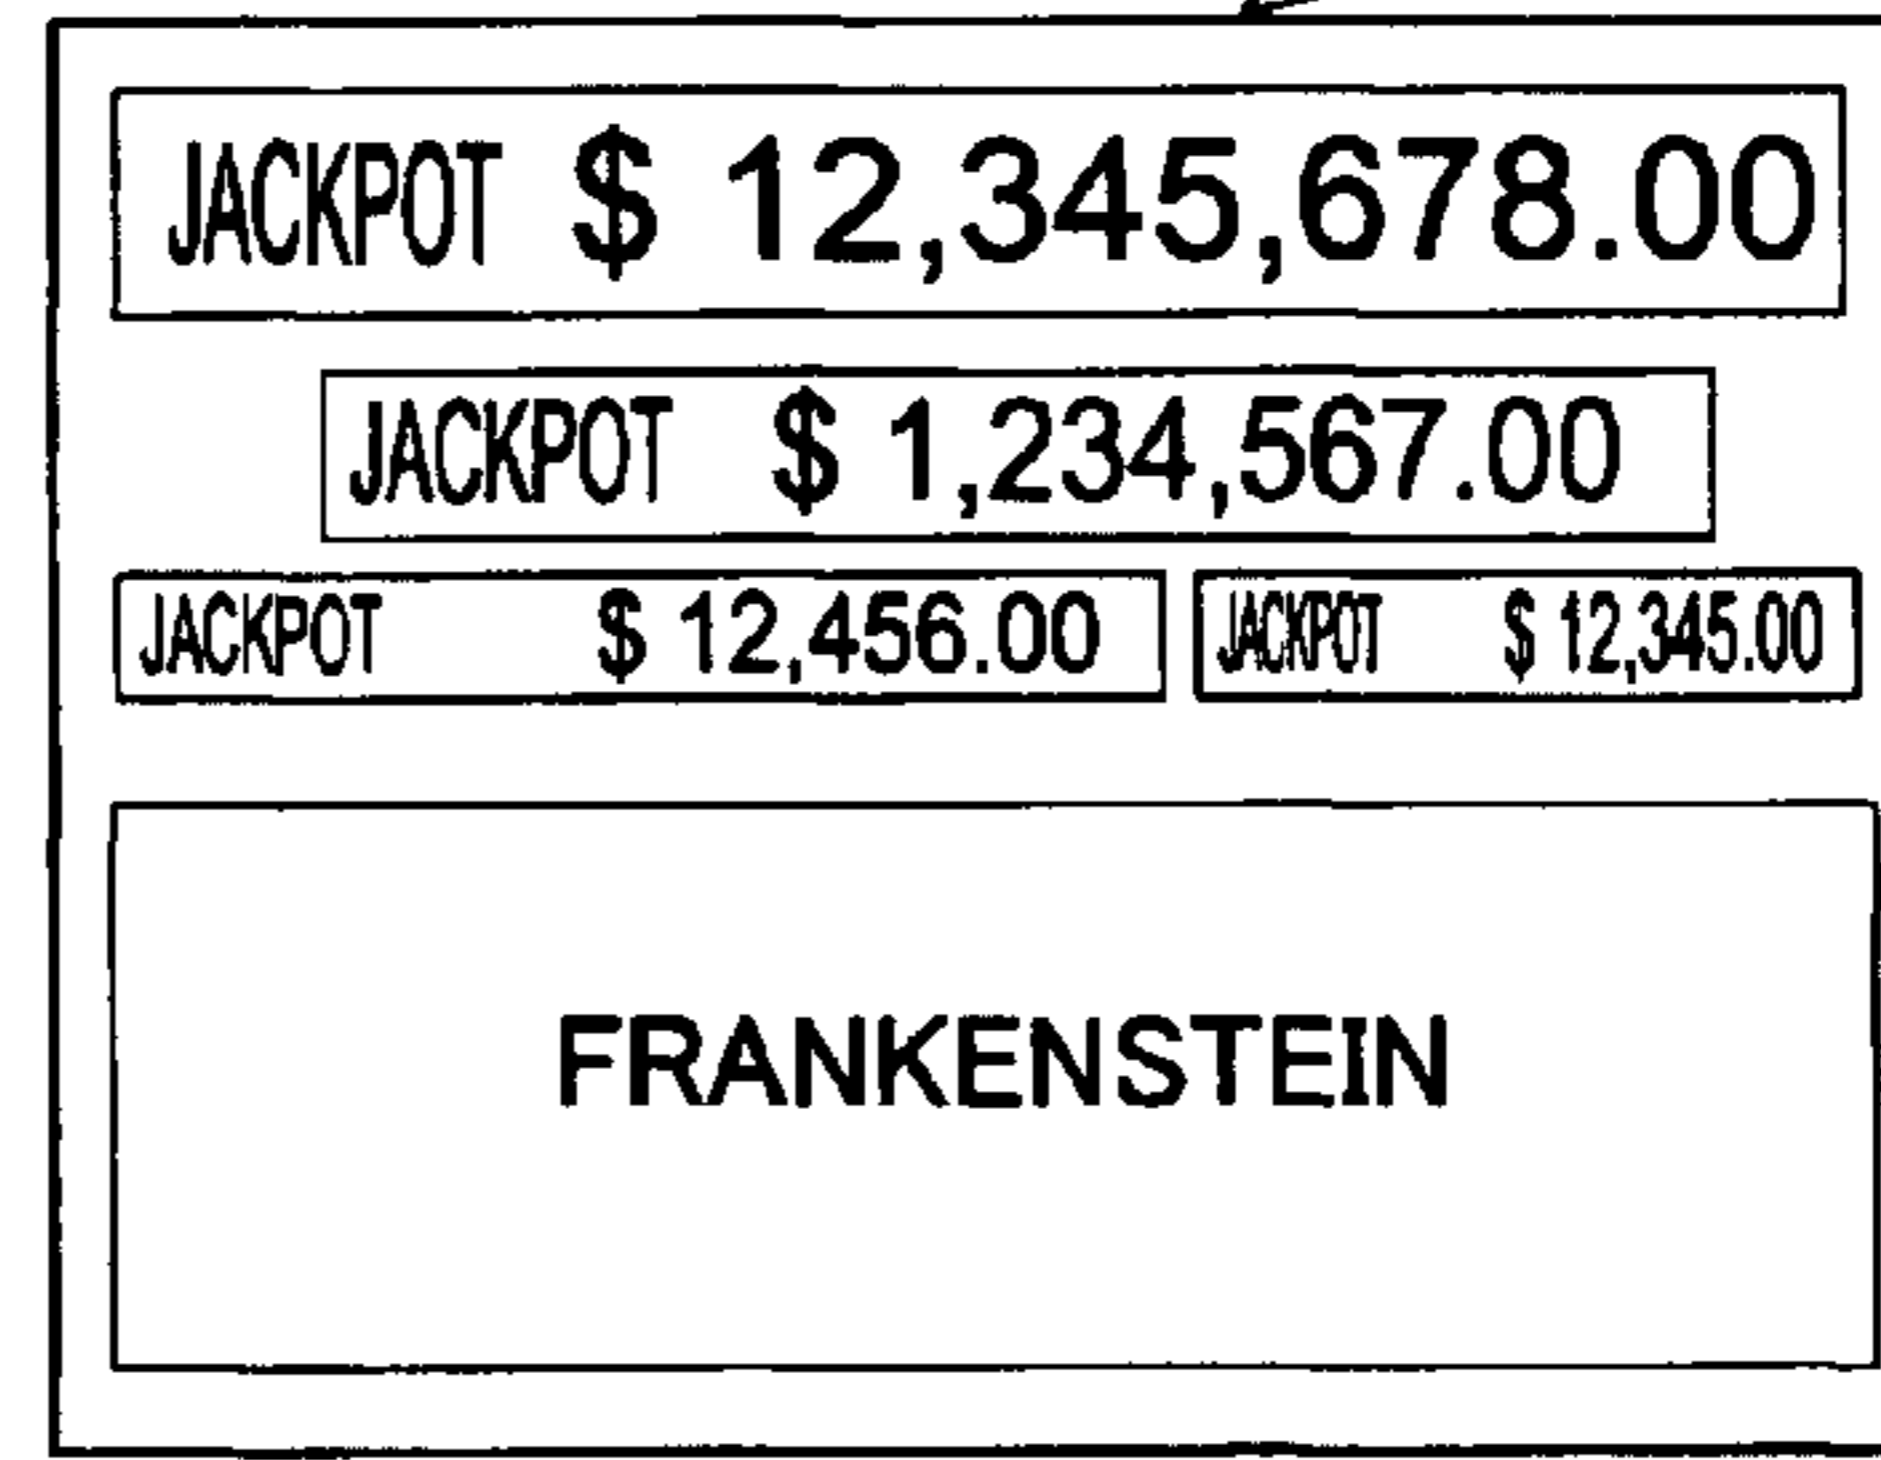 JACKPOT $ 12,345,678.00
JACKPOT $ 1,234,567.00
JACKPOT $ 12,456.00 JACKPOT $ 12,345.00
FRANKENSTEIN